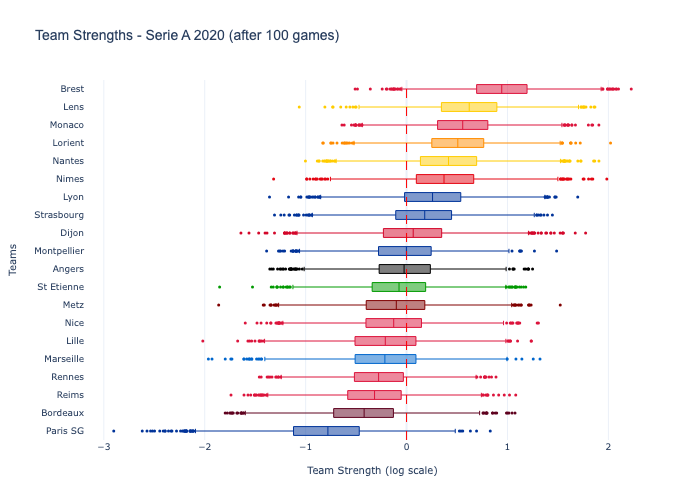 Team Strengths - Serie A 2020 (after 100 games)
Brest
Lens
Monaco
Lorient
Nantes
Nimes
Lyon
Strasbourg
Dijon
Montpellier
Angers
St Etienne
Metz
Nice
Lille
Marseille
Rennes
Reims
Bordeaux
Paris SG
Teams
−3 −2 −1 0 1 2
Team Strength (log scale)